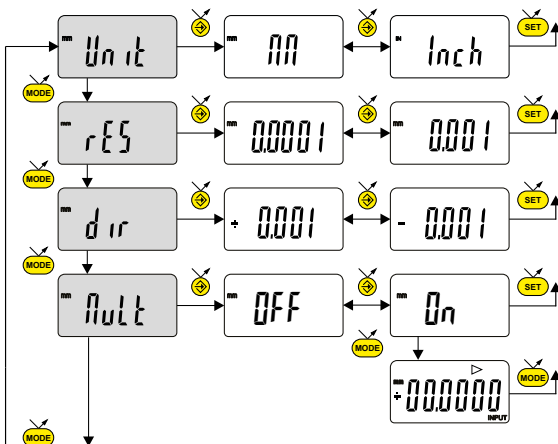 mm Unit mm MM IN Inch SET
MODE
mm rES mm 0.0001 mm 0.001 SET
MODE
mm dir + 0.001 - 0.001 SET
MODE
mm Mult mm OFF mm On SET
MODE
mm + 00.0000 INPUT MODE
MODE